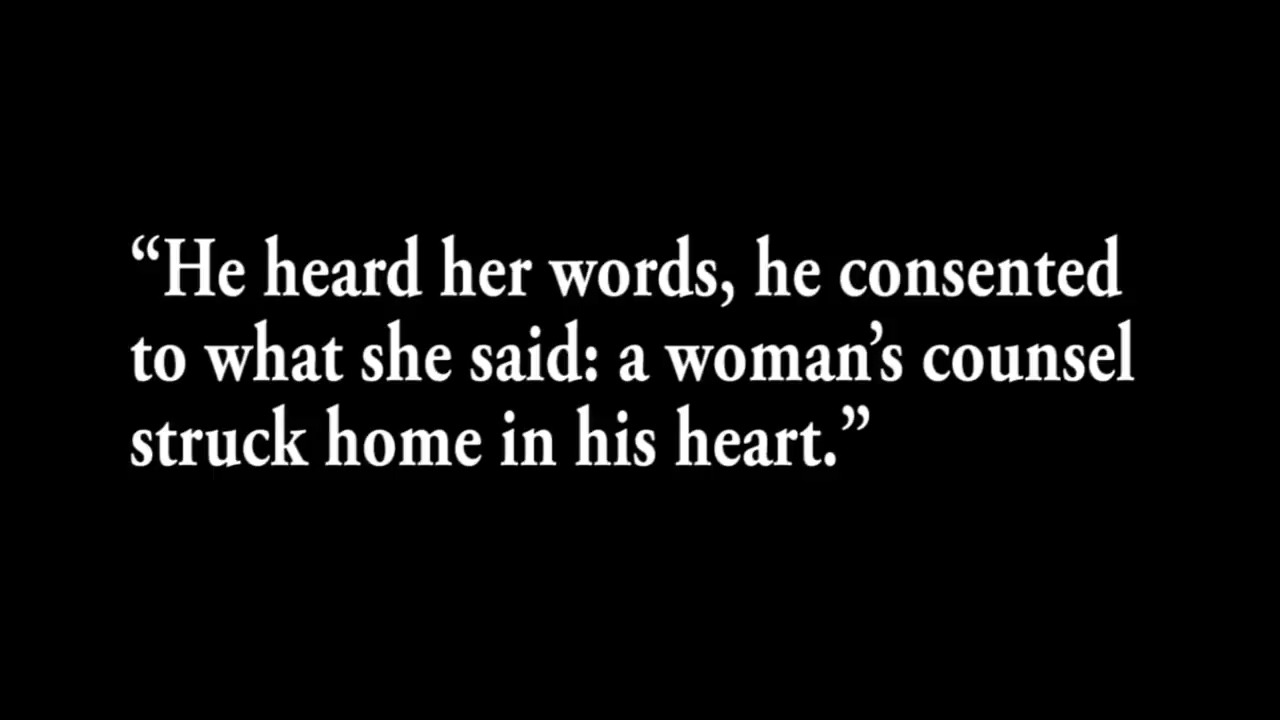 “He heard her words, he consented
to what she said: a woman’s counsel
struck home in his heart.”